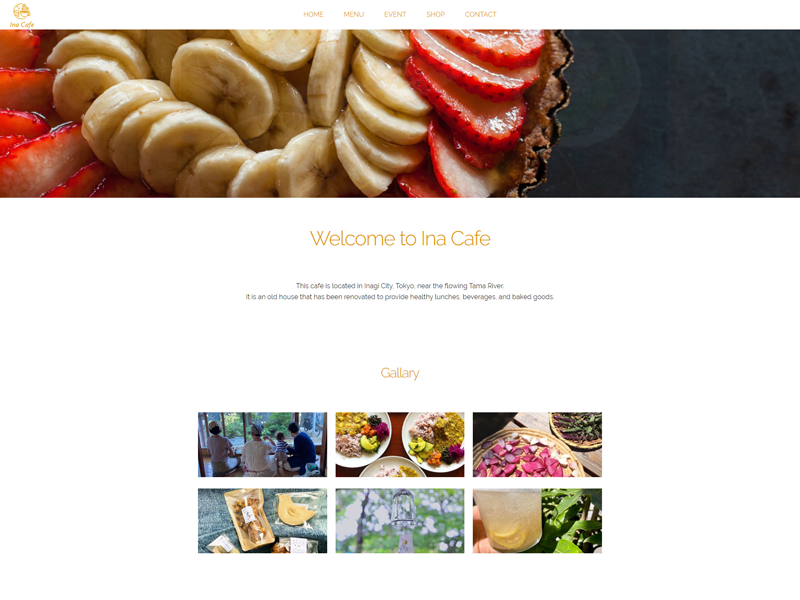 Ina Cafe
HOME MENU EVENT SHOP CONTACT
Welcome to Ina Cafe
This café is located in Inagi City, Tokyo, near the flowing Tama River.
It is an old house that has been renovated to provide healthy lunches, beverages, and baked goods.
Gallary